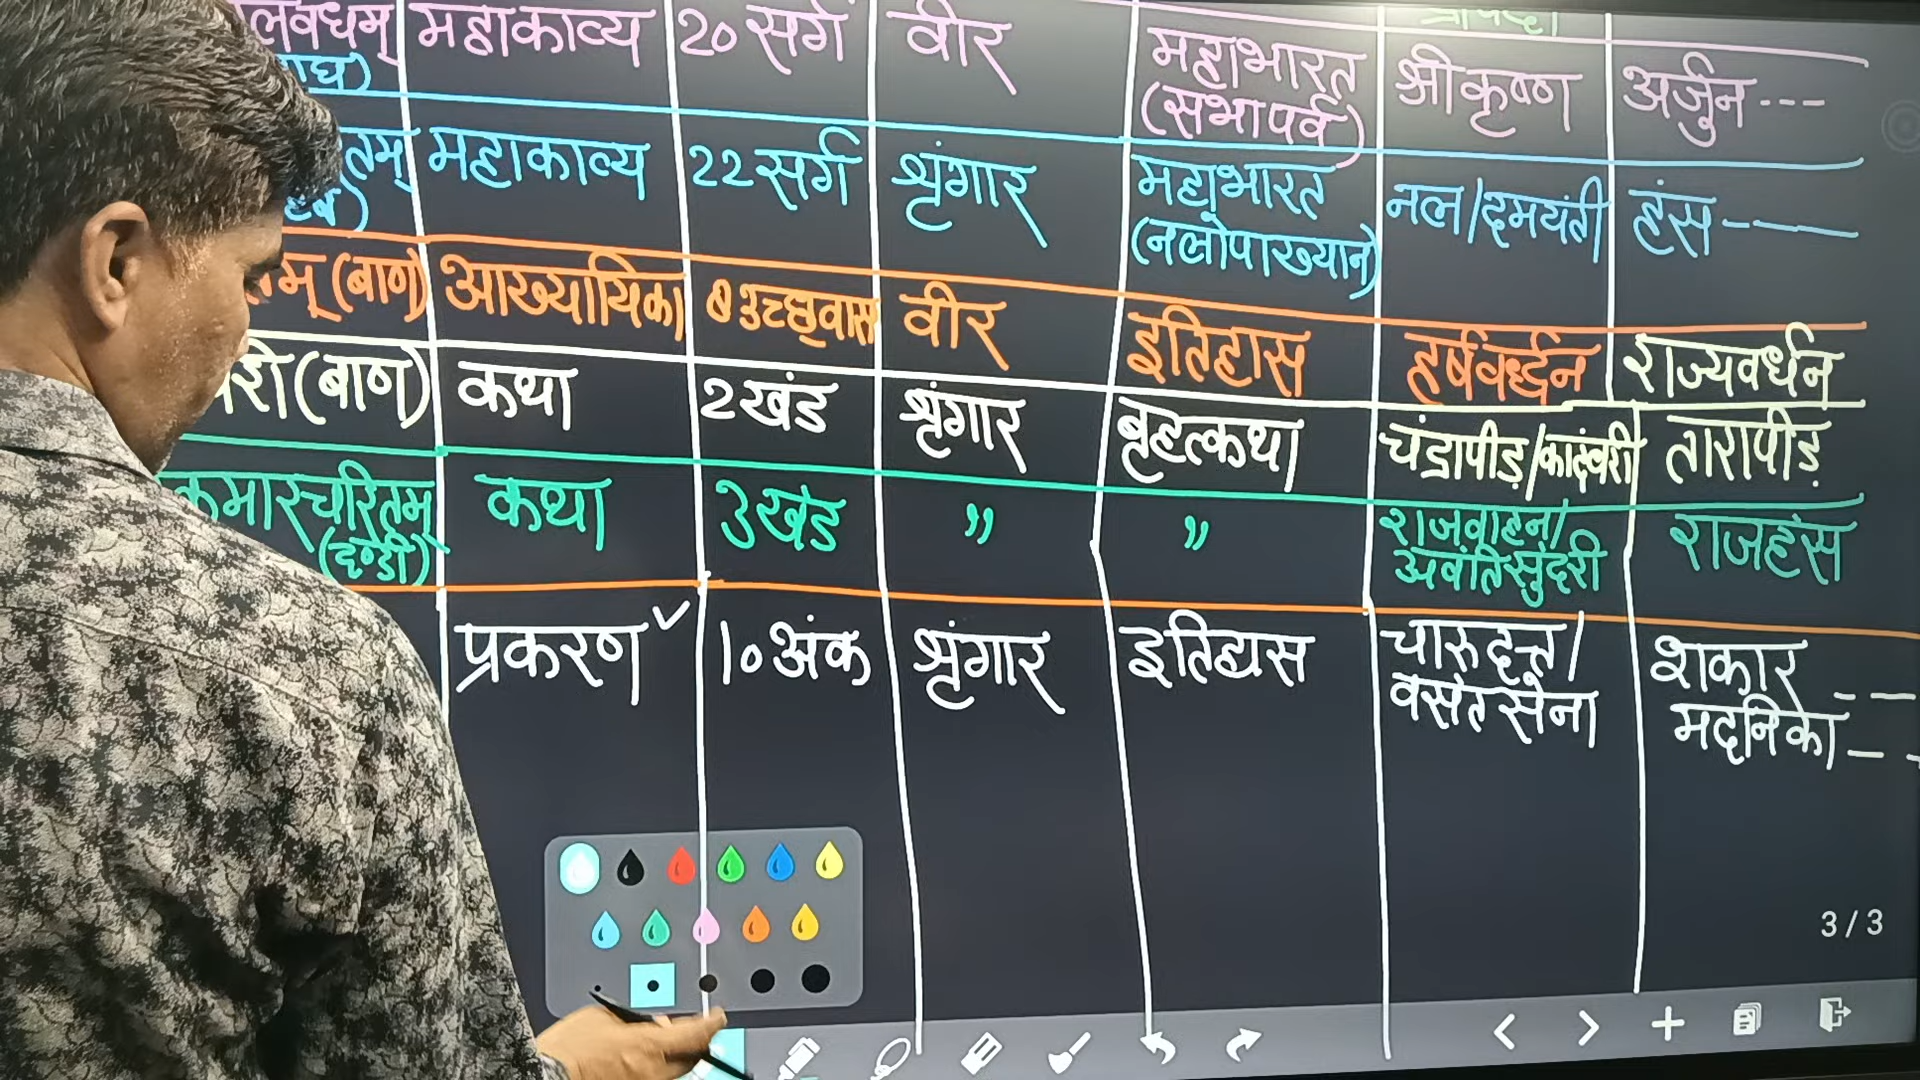 महाकाव्य 20 सर्ग वीर महाभारत श्रीकृष्ण अर्जुन ---
(सभापर्व)
महाकाव्य 22 सर्ग श्रृंगार महाभारत नल/दमयंती हंस ——
(नलोपाख्यान)
(बाण) आख्यायिका 8 उच्छ्वास वीर इतिहास हर्षवर्द्धन राज्यवर्धन
(बाण) कथा 2 खंड श्रृंगार बृहत्कथा चंद्रापीड़/कादंबरी तारापीड़
कुमारचरितम् कथा 3 खंड " " राजवाहन/ राजहंस
(दण्डी) अवंतिसुंदरी
प्रकरण ✓ 10 अंक श्रृंगार इतिहास चारुदत्त/ शकार --
वसंतसेना मदनिका --
3/3